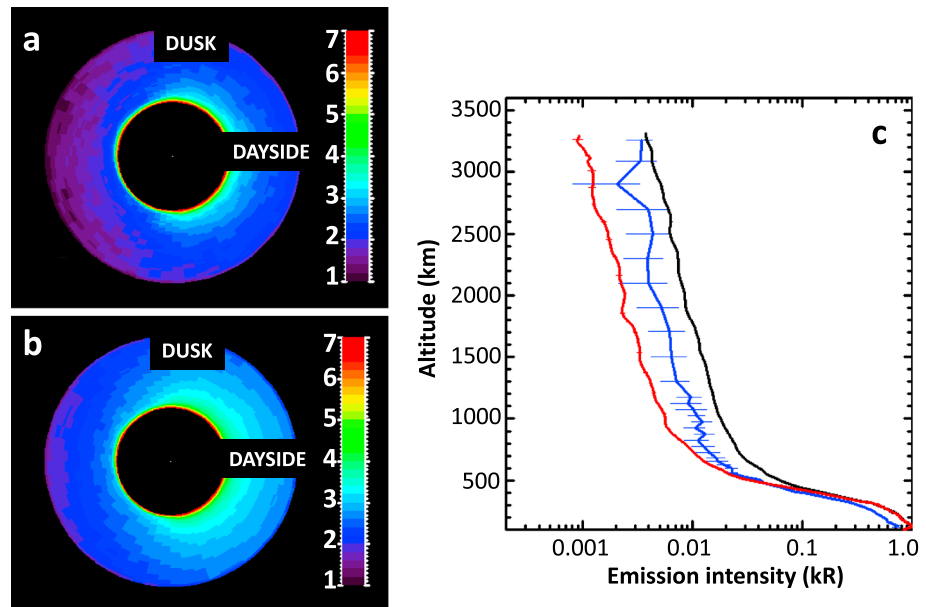 a
DUSK
DAYSIDE
7
6
5
4
3
2
1
b
DUSK
DAYSIDE
7
6
5
4
3
2
1
c
3500
3000
2500
2000
1500
1000
500
Altitude (km)
0.001 0.01 0.1 1.0
Emission intensity (kR)